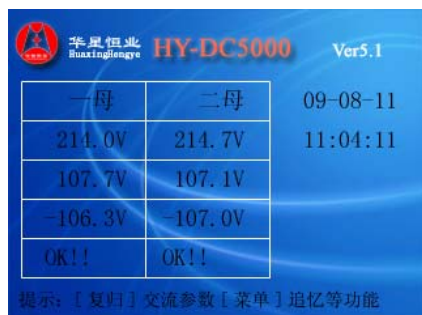 华星恒业 HY-DC5000 Ver5.1
HuaxingHengye
一母 二母 09-08-11
214.0V 214.7V 11:04:11
107.7V 107.1V
-106.3V -107.0V
OK!! OK!!
提示: [复归]交流参数[菜单]追忆等功能